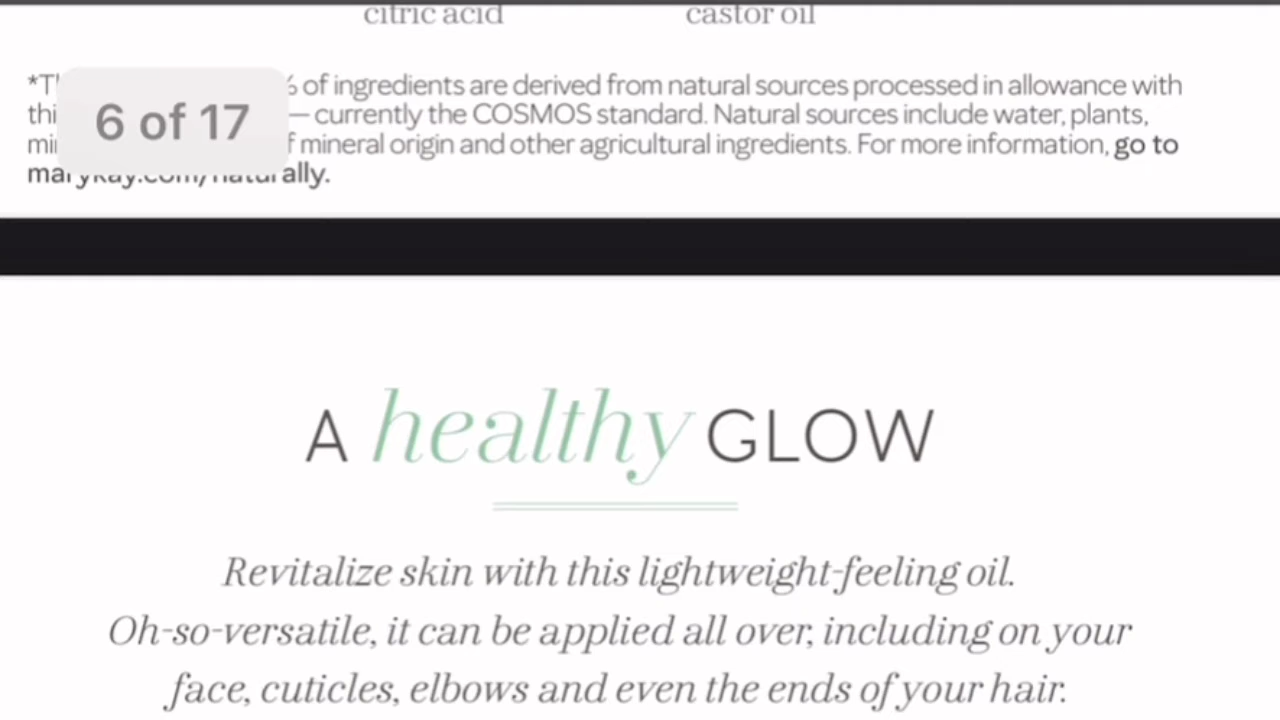 citric acid castor oil
% of ingredients are derived from natural sources processed in allowance with
— currently the COSMOS standard. Natural sources include water, plants,
6 of 17
f mineral origin and other agricultural ingredients. For more information, go to
marykay.com/naturally.
A healthy GLOW
Revitalize skin with this lightweight-feeling oil.
Oh-so-versatile, it can be applied all over, including on your
face, cuticles, elbows and even the ends of your hair.